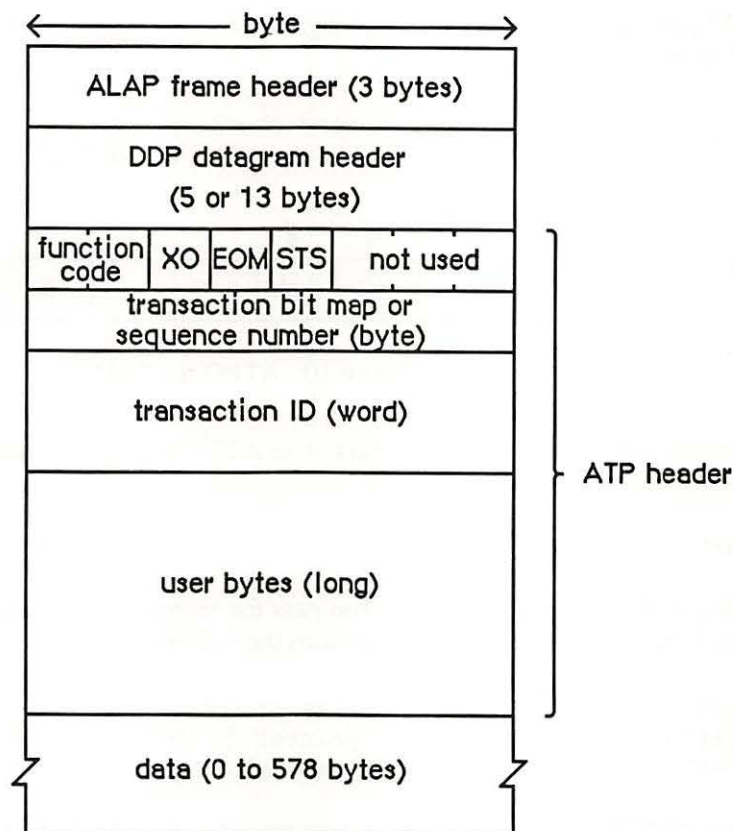 byte
ALAP frame header (3 bytes)
DDP datagram header
(5 or 13 bytes)
function
code
XO
EOM
STS
not used
transaction bit map or
sequence number (byte)
transaction ID (word)
ATP header
user bytes (long)
data (0 to 578 bytes)